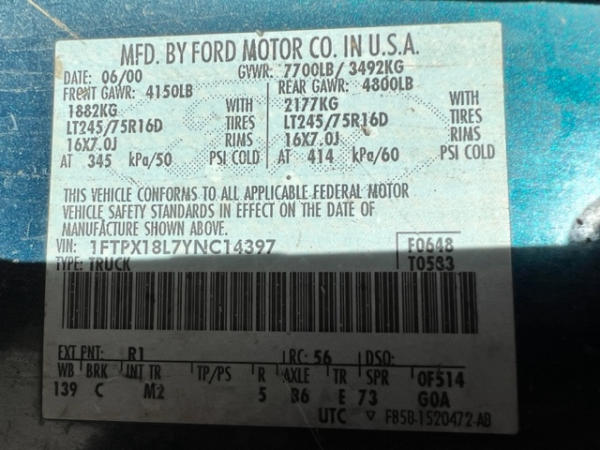 MFD. BY FORD MOTOR CO. IN U.S.A.
DATE: 06/00 GVWR: 7700LB/ 3492KG
FRONT GAWR: 4150LB REAR GAWR: 4800LB
1882KG WITH 2177KG WITH
LT245/75R16D TIRES LT245/75R16D TIRES
16X7.0J RIMS 16X7.0J RIMS
AT 345 kPa/50 PSI COLD AT 414 kPa/60 PSI COLD
THIS VEHICLE CONFORMS TO ALL APPLICABLE FEDERAL MOTOR
VEHICLE SAFETY STANDARDS IN EFFECT ON THE DATE OF
MANUFACTURE SHOWN ABOVE.
VIN: 1FTPX18L7YNC14397 F0648
TYPE: TRUCK T0583
EXT PNT: R1 RC: 56 DSO:
WB BRK INT TR TP/PS R AXLE TR SPR OF514
139 C M2 5 B6 E 73 GOA
UTC ▽ F85B-1520472-AB